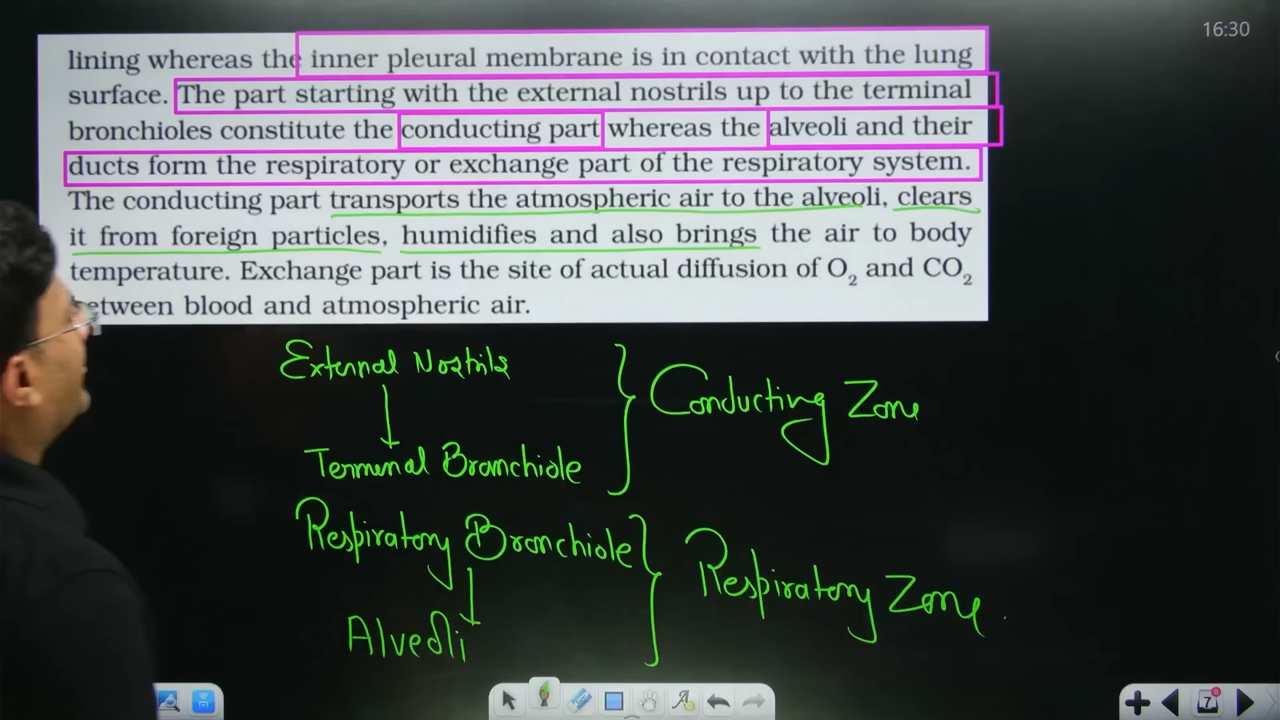 16:30
lining whereas the inner pleural membrane is in contact with the lung
surface. The part starting with the external nostrils up to the terminal
bronchioles constitute the conducting part whereas the alveoli and their
ducts form the respiratory or exchange part of the respiratory system.
The conducting part transports the atmospheric air to the alveoli, clears
it from foreign particles, humidifies and also brings the air to body
temperature. Exchange part is the site of actual diffusion of O₂ and CO₂
between blood and atmospheric air.
External Nostrils
Conducting Zone
Terminal Bronchiole
Respiratory Bronchiole
Respiratory Zone
Alveoli
7